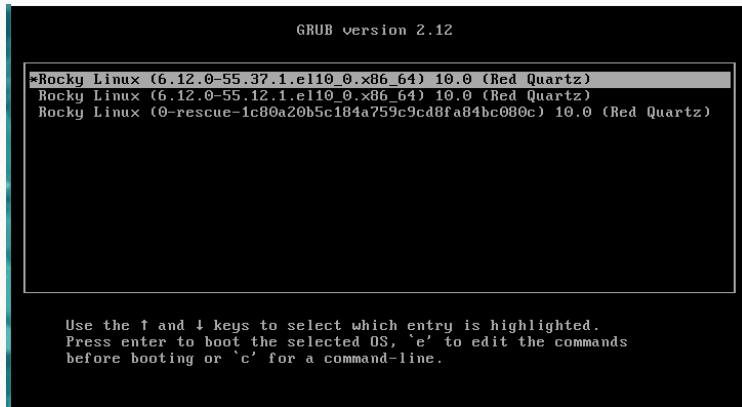 GRUB version 2.12
*Rocky Linux (6.12.0-55.37.1.el10_0.x86_64) 10.0 (Red Quartz)
Rocky Linux (6.12.0-55.12.1.el10_0.x86_64) 10.0 (Red Quartz)
Rocky Linux (0-rescue-1c80a20b5c184a759c9cd8fa84bc080c) 10.0 (Red Quartz)
Use the ↑ and ↓ keys to select which entry is highlighted.
Press enter to boot the selected OS, `e' to edit the commands
before booting or `c' for a command-line.